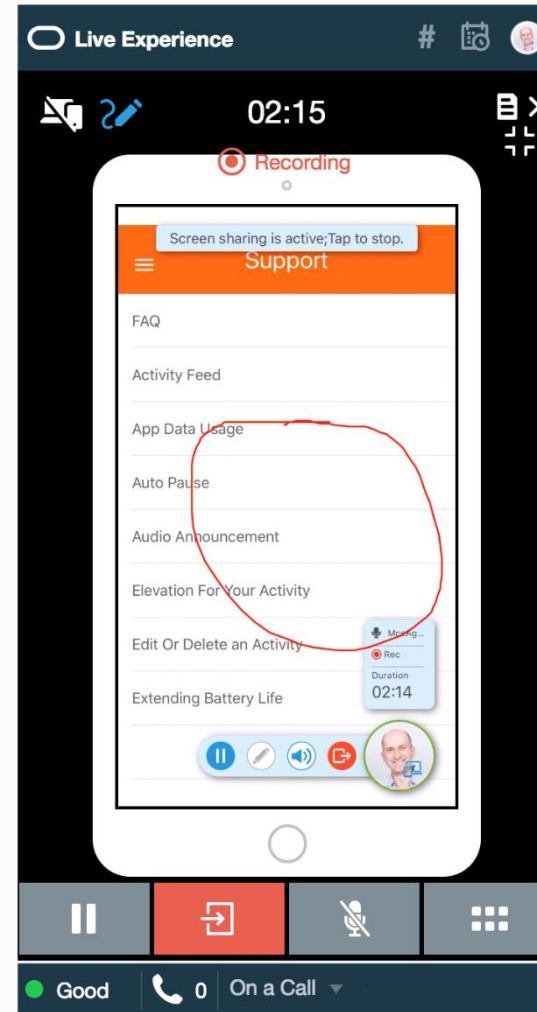 Live Experience
#
02:15
Recording
Screen sharing is active;Tap to stop.
Support
FAQ
Activity Feed
App Data Usage
Auto Pause
Audio Announcement
Elevation For Your Activity
Edit Or Delete an Activity
Extending Battery Life
MccAg...
Rec
Duration
02:14
Good
0
On a Call